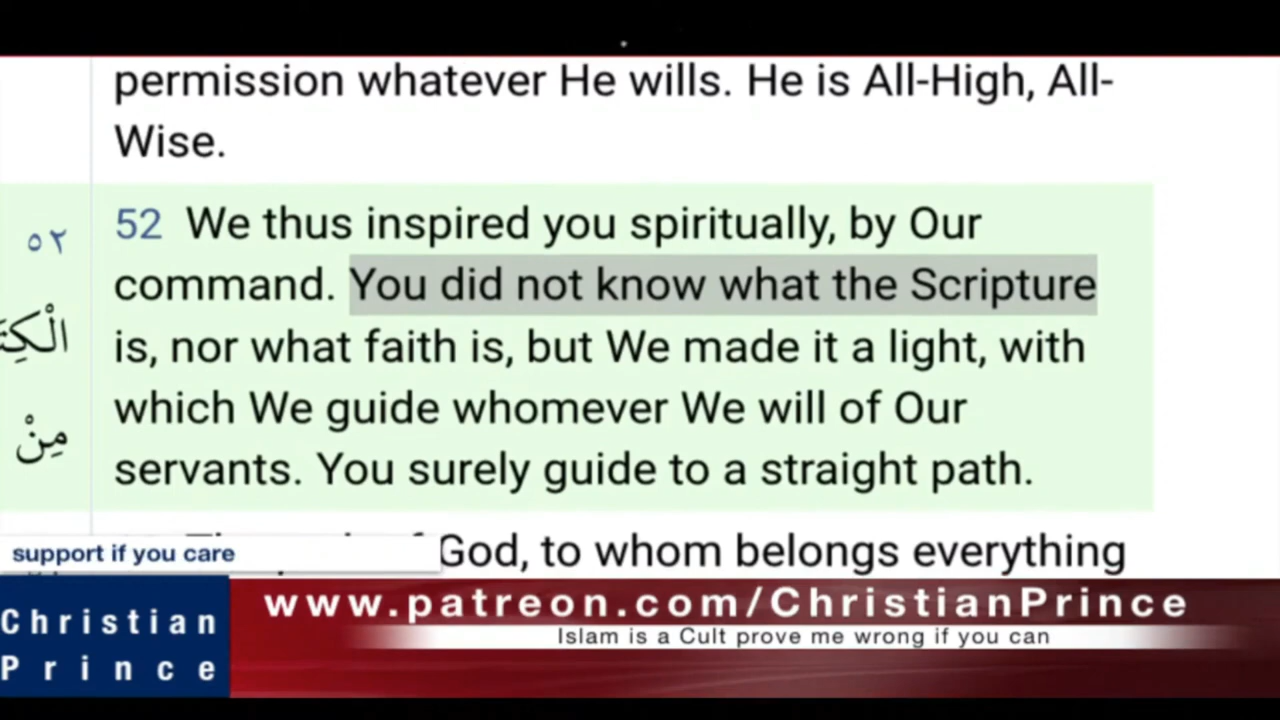 permission whatever He wills. He is All-High, All-
Wise.
52 We thus inspired you spiritually, by Our
command. You did not know what the Scripture
is, nor what faith is, but We made it a light, with
which We guide whomever We will of Our
servants. You surely guide to a straight path.
٥٢
مِنْ
God, to whom belongs everything
support if you care
Christian
Prince
www.patreon.com/ChristianPrince
Islam is a Cult prove me wrong if you can